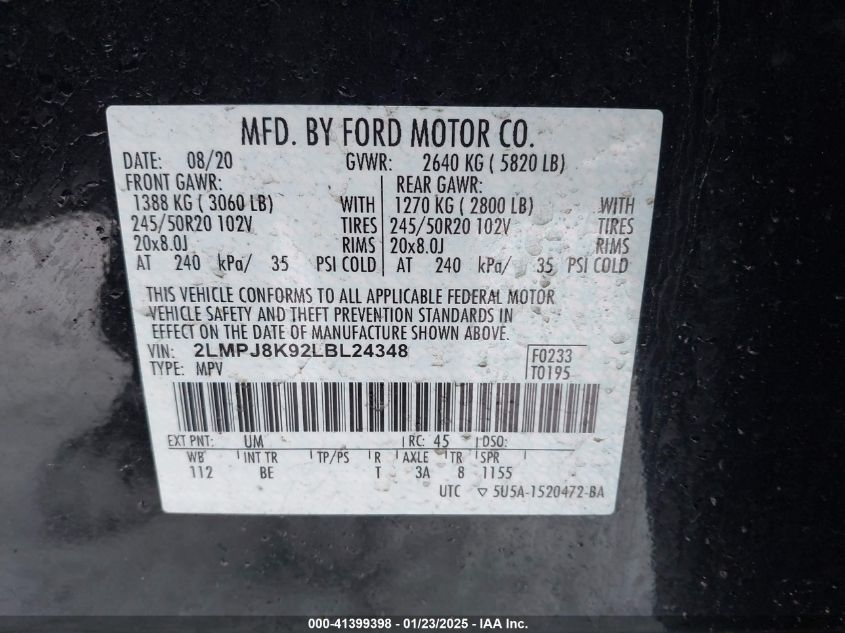 MFD. BY FORD MOTOR CO.
DATE: 08/20 GVWR: 2640 KG ( 5820 LB)
FRONT GAWR: REAR GAWR:
1388 KG ( 3060 LB) WITH 1270 KG ( 2800 LB) WITH
245/50R20 102V TIRES 245/50R20 102V TIRES
20x8.0J RIMS 20x8.0J RIMS
AT 240 kPa/ 35 PSI COLD AT 240 kPa/ 35 PSI COLD
THIS VEHICLE CONFORMS TO ALL APPLICABLE FEDERAL MOTOR
VEHICLE SAFETY AND THEFT PREVENTION STANDARDS IN
EFFECT ON THE DATE OF MANUFACTURE SHOWN ABOVE.
VIN: 2LMPJ8K92LBL24348 F0233
TYPE: MPV T0195
EXT PNT: UM RC: 45 DSO:
WB INT TR TP/PS R AXLE TR SPR
112 BE T 3A 8 1155
UTC ▽ 5U5A-1520472-BA
000-41399398 - 01/23/2025 - IAA Inc.